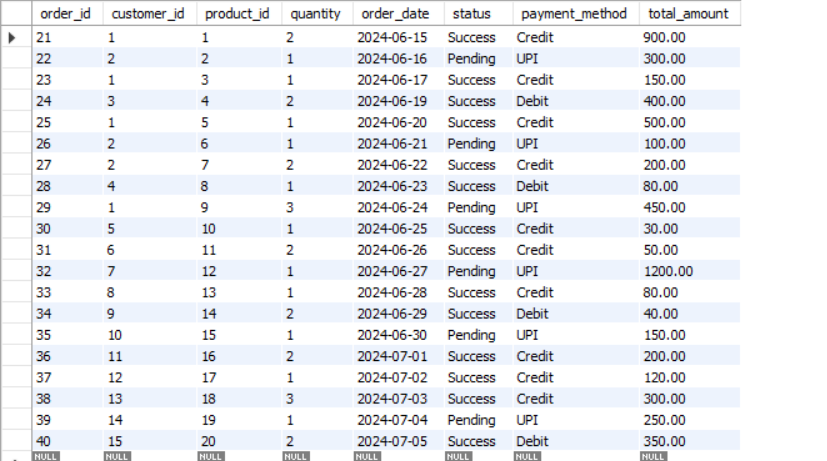 order_id customer_id product_id quantity order_date status payment_method total_amount
21 1 1 2 2024-06-15 Success Credit 900.00
22 2 2 1 2024-06-16 Pending UPI 300.00
23 1 3 1 2024-06-17 Success Credit 150.00
24 3 4 2 2024-06-19 Success Debit 400.00
25 1 5 1 2024-06-20 Success Credit 500.00
26 2 6 1 2024-06-21 Pending UPI 100.00
27 2 7 2 2024-06-22 Success Credit 200.00
28 4 8 1 2024-06-23 Success Debit 80.00
29 1 9 3 2024-06-24 Pending UPI 450.00
30 5 10 1 2024-06-25 Success Credit 30.00
31 6 11 2 2024-06-26 Success Credit 50.00
32 7 12 1 2024-06-27 Pending UPI 1200.00
33 8 13 1 2024-06-28 Success Credit 80.00
34 9 14 2 2024-06-29 Success Debit 40.00
35 10 15 1 2024-06-30 Pending UPI 150.00
36 11 16 2 2024-07-01 Success Credit 200.00
37 12 17 1 2024-07-02 Success Credit 120.00
38 13 18 3 2024-07-03 Success Credit 300.00
39 14 19 1 2024-07-04 Pending UPI 250.00
40 15 20 2 2024-07-05 Success Debit 350.00
NULL NULL NULL NULL NULL NULL NULL NULL